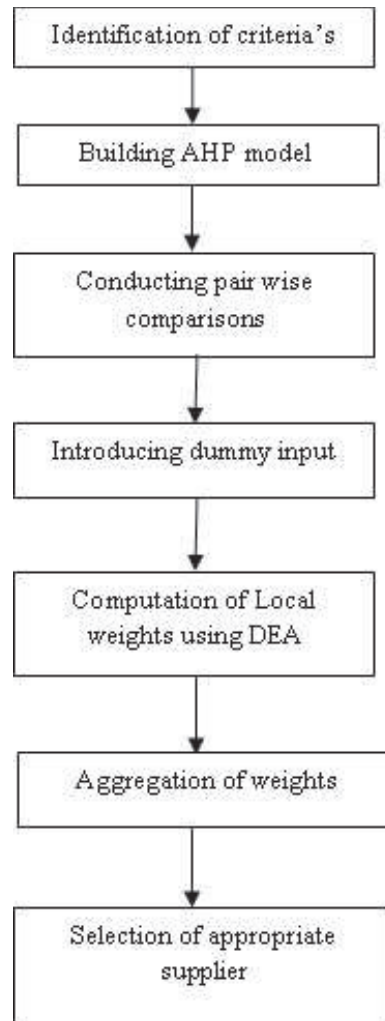 Identification of criteria's
Building AHP model
Conducting pair wise
comparisons
Introducing dummy input
Computation of Local
weights using DEA
Aggregation of weights
Selection of appropriate
supplier